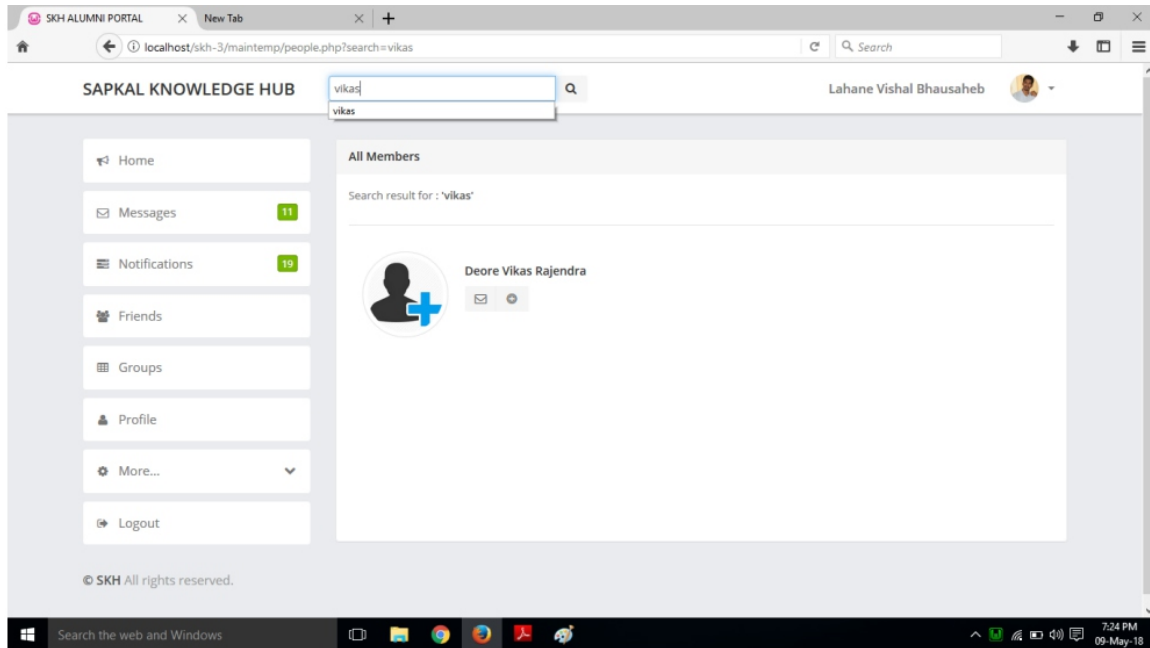 SKH ALUMNI PORTAL
New Tab
localhost/skh-3/maintemp/people.php?search=vikas
Search
SAPKAL KNOWLEDGE HUB
vikas
vikas
Lahane Vishal Bhausaheb
Home
Messages 11
Notifications 19
Friends
Groups
Profile
More...
Logout
All Members
Search result for : 'vikas'
Deore Vikas Rajendra
© SKH All rights reserved.
Search the web and Windows
7:24 PM
09-May-18